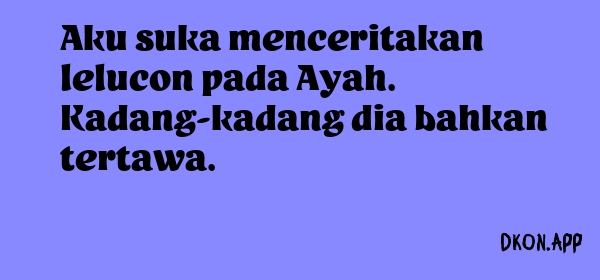 Aku suka menceritakan
lelucon pada Ayah.
Kadang-kadang dia bahkan
tertawa.
DKON.APP